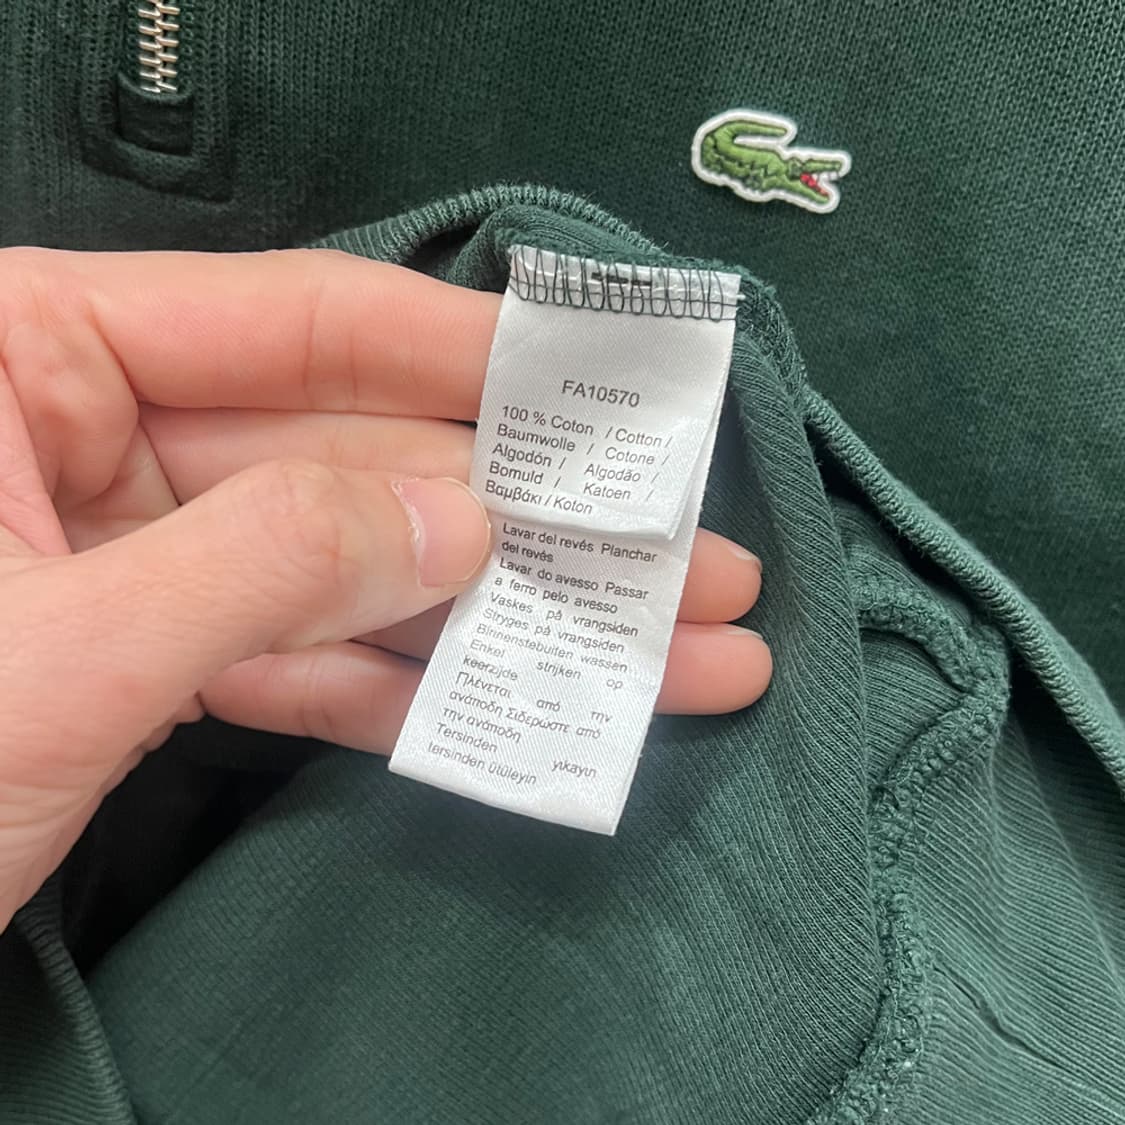 FA10570
100 % Coton / Cotton /
Baumwolle / Cotone /
Algodón / Algodão /
Bomuld / Katoen /
Βαμβάκι / Koton
Lavar del revés Planchar
del revés
Lavar do avesso Passar
a ferro pelo avesso
Vaskes på vrangsiden
Stryges på vrangsiden
Binnenstebuiten wassen
Enkel strijken op
keerzijde
Πλένεται από την
ανάποδη Σιδερώστε από
την ανάποδη
Tersinden yıkayın
tersinden ütüleyin